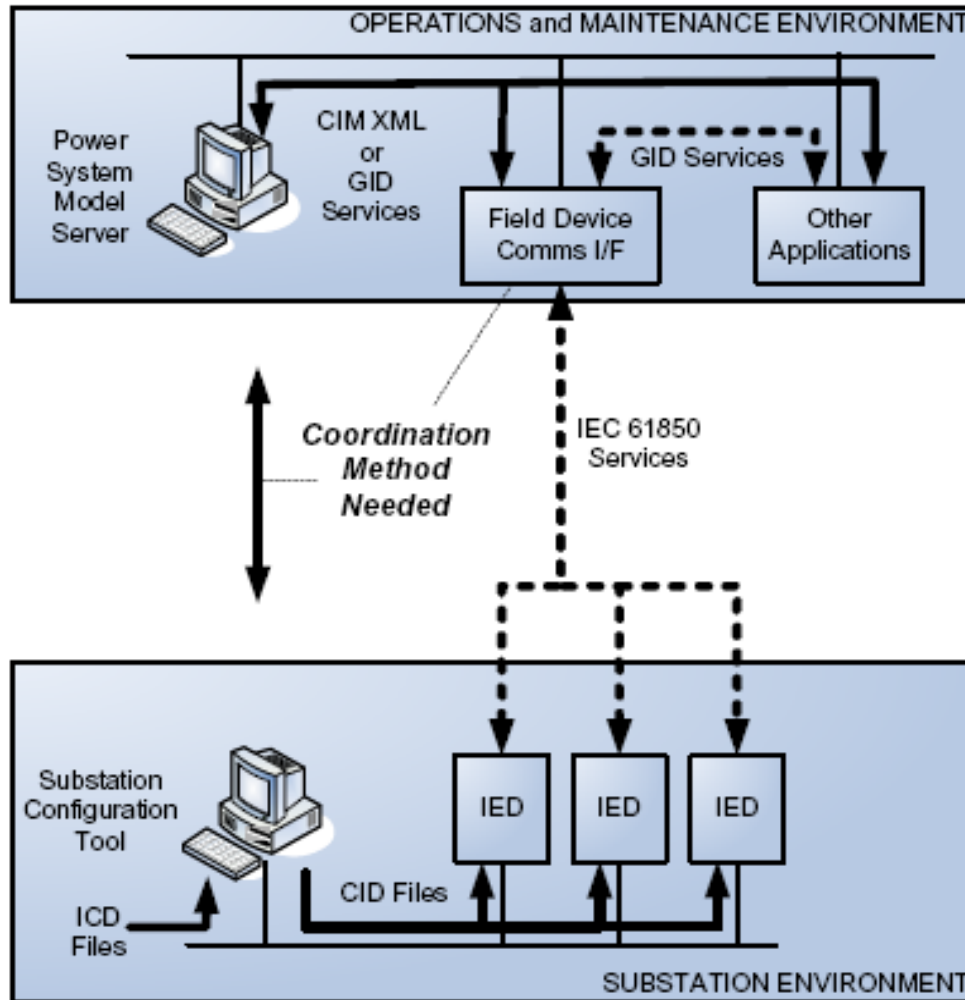 OPERATIONS and MAINTENANCE ENVIRONMENT
Power
System
Model
Server
CIM XML
or
GID
Services
GID Services
Field Device
Comms I/F
Other
Applications
Coordination
Method
Needed
IEC 61850
Services
Substation
Configuration
Tool
IED
IED
IED
CID Files
ICD
Files
SUBSTATION ENVIRONMENT